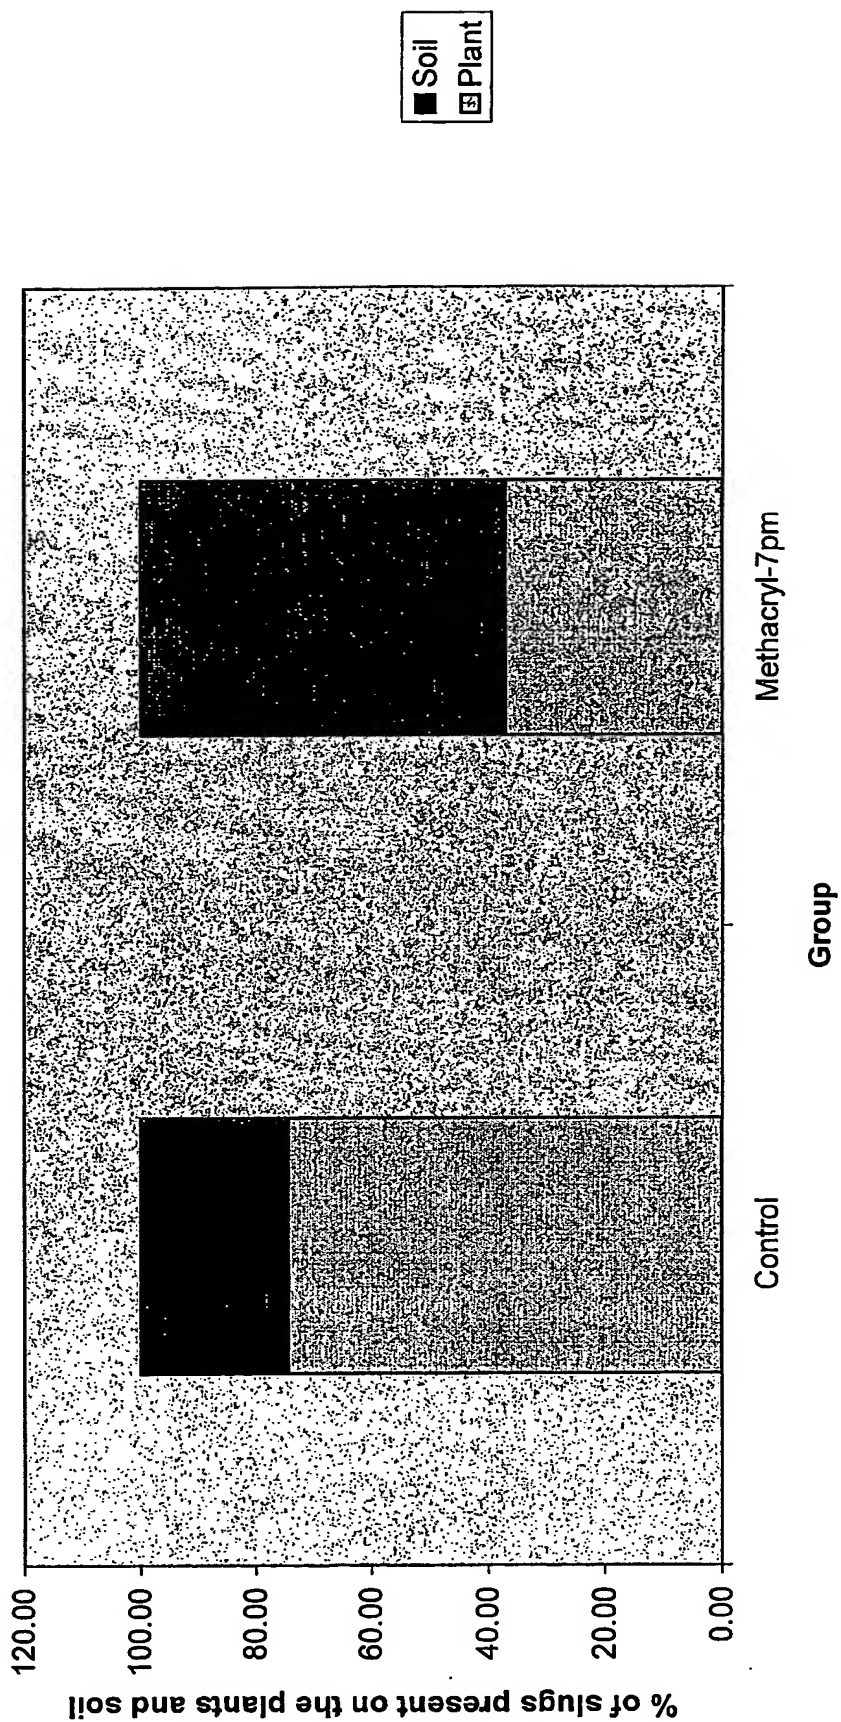 % of slugs present on the plants and soil
120.00
100.00
80.00
60.00
40.00
20.00
0.00
Control
Methacryl-7pm
Group
Soil
Plant